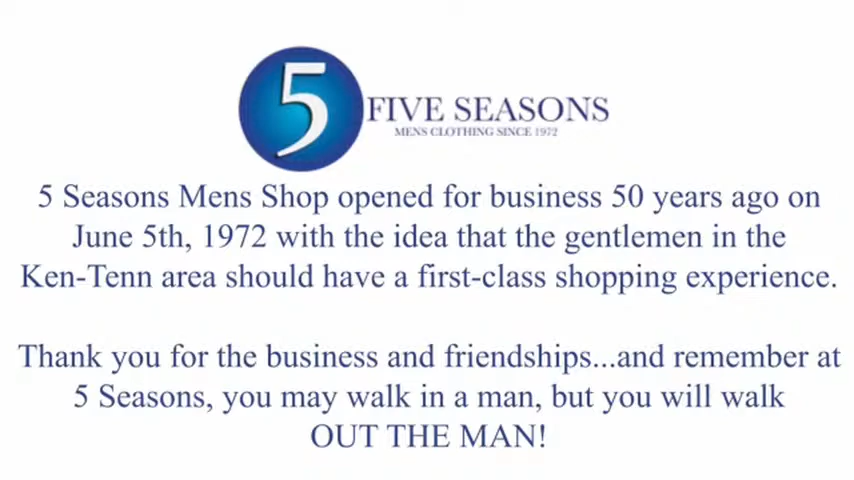 5
FIVE SEASONS
MENS CLOTHING SINCE 1972
5 Seasons Mens Shop opened for business 50 years ago on
June 5th, 1972 with the idea that the gentlemen in the
Ken-Tenn area should have a first-class shopping experience.
Thank you for the business and friendships...and remember at
5 Seasons, you may walk in a man, but you will walk
OUT THE MAN!